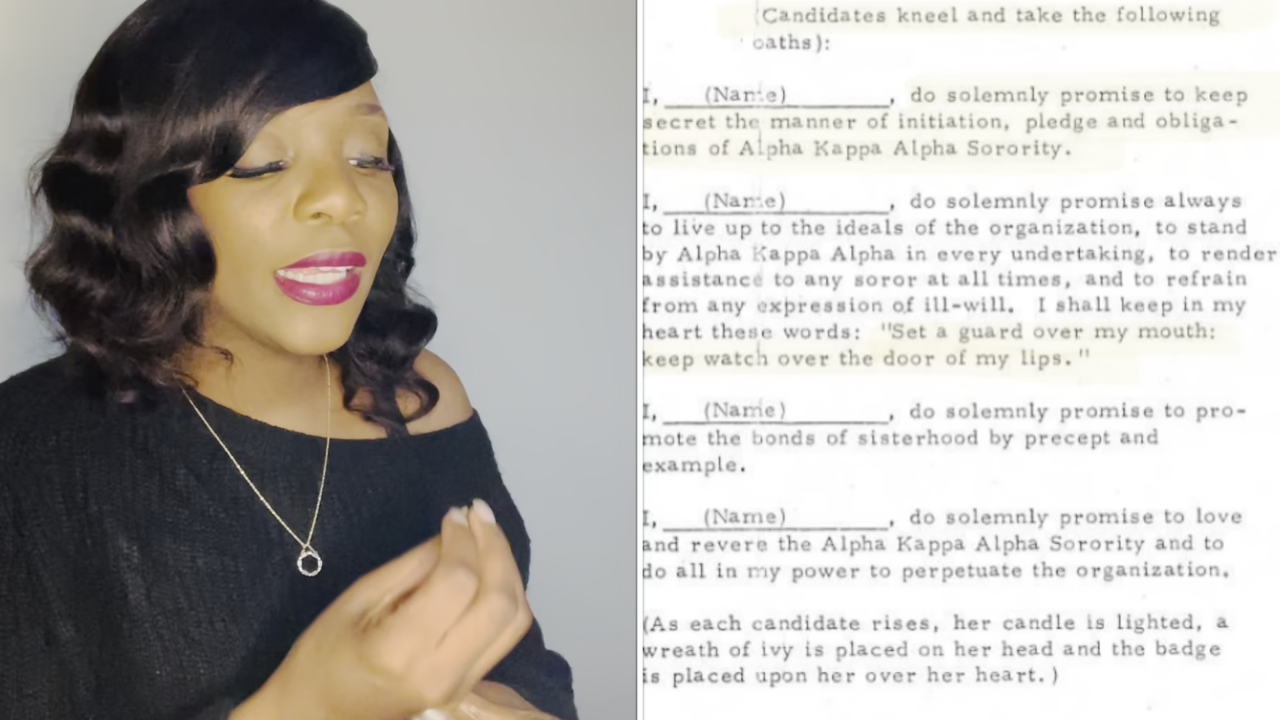 (Candidates kneel and take the following
oaths):
I, (Name), do solemnly promise to keep
secret the manner of initiation, pledge and obliga-
tions of Alpha Kappa Alpha Sorority.
I, (Name), do solemnly promise always
to live up to the ideals of the organization, to stand
by Alpha Kappa Alpha in every undertaking, to render
assistance to any soror at all times, and to refrain
from any expression of ill-will. I shall keep in my
heart these words: "Set a guard over my mouth:
keep watch over the door of my lips."
I, (Name), do solemnly promise to pro-
mote the bonds of sisterhood by precept and
example.
I, (Name), do solemnly promise to love
and revere the Alpha Kappa Alpha Sorority and to
do all in my power to perpetuate the organization.
(As each candidate rises, her candle is lighted, a
wreath of ivy is placed on her head and the badge
is placed upon her over her heart.)